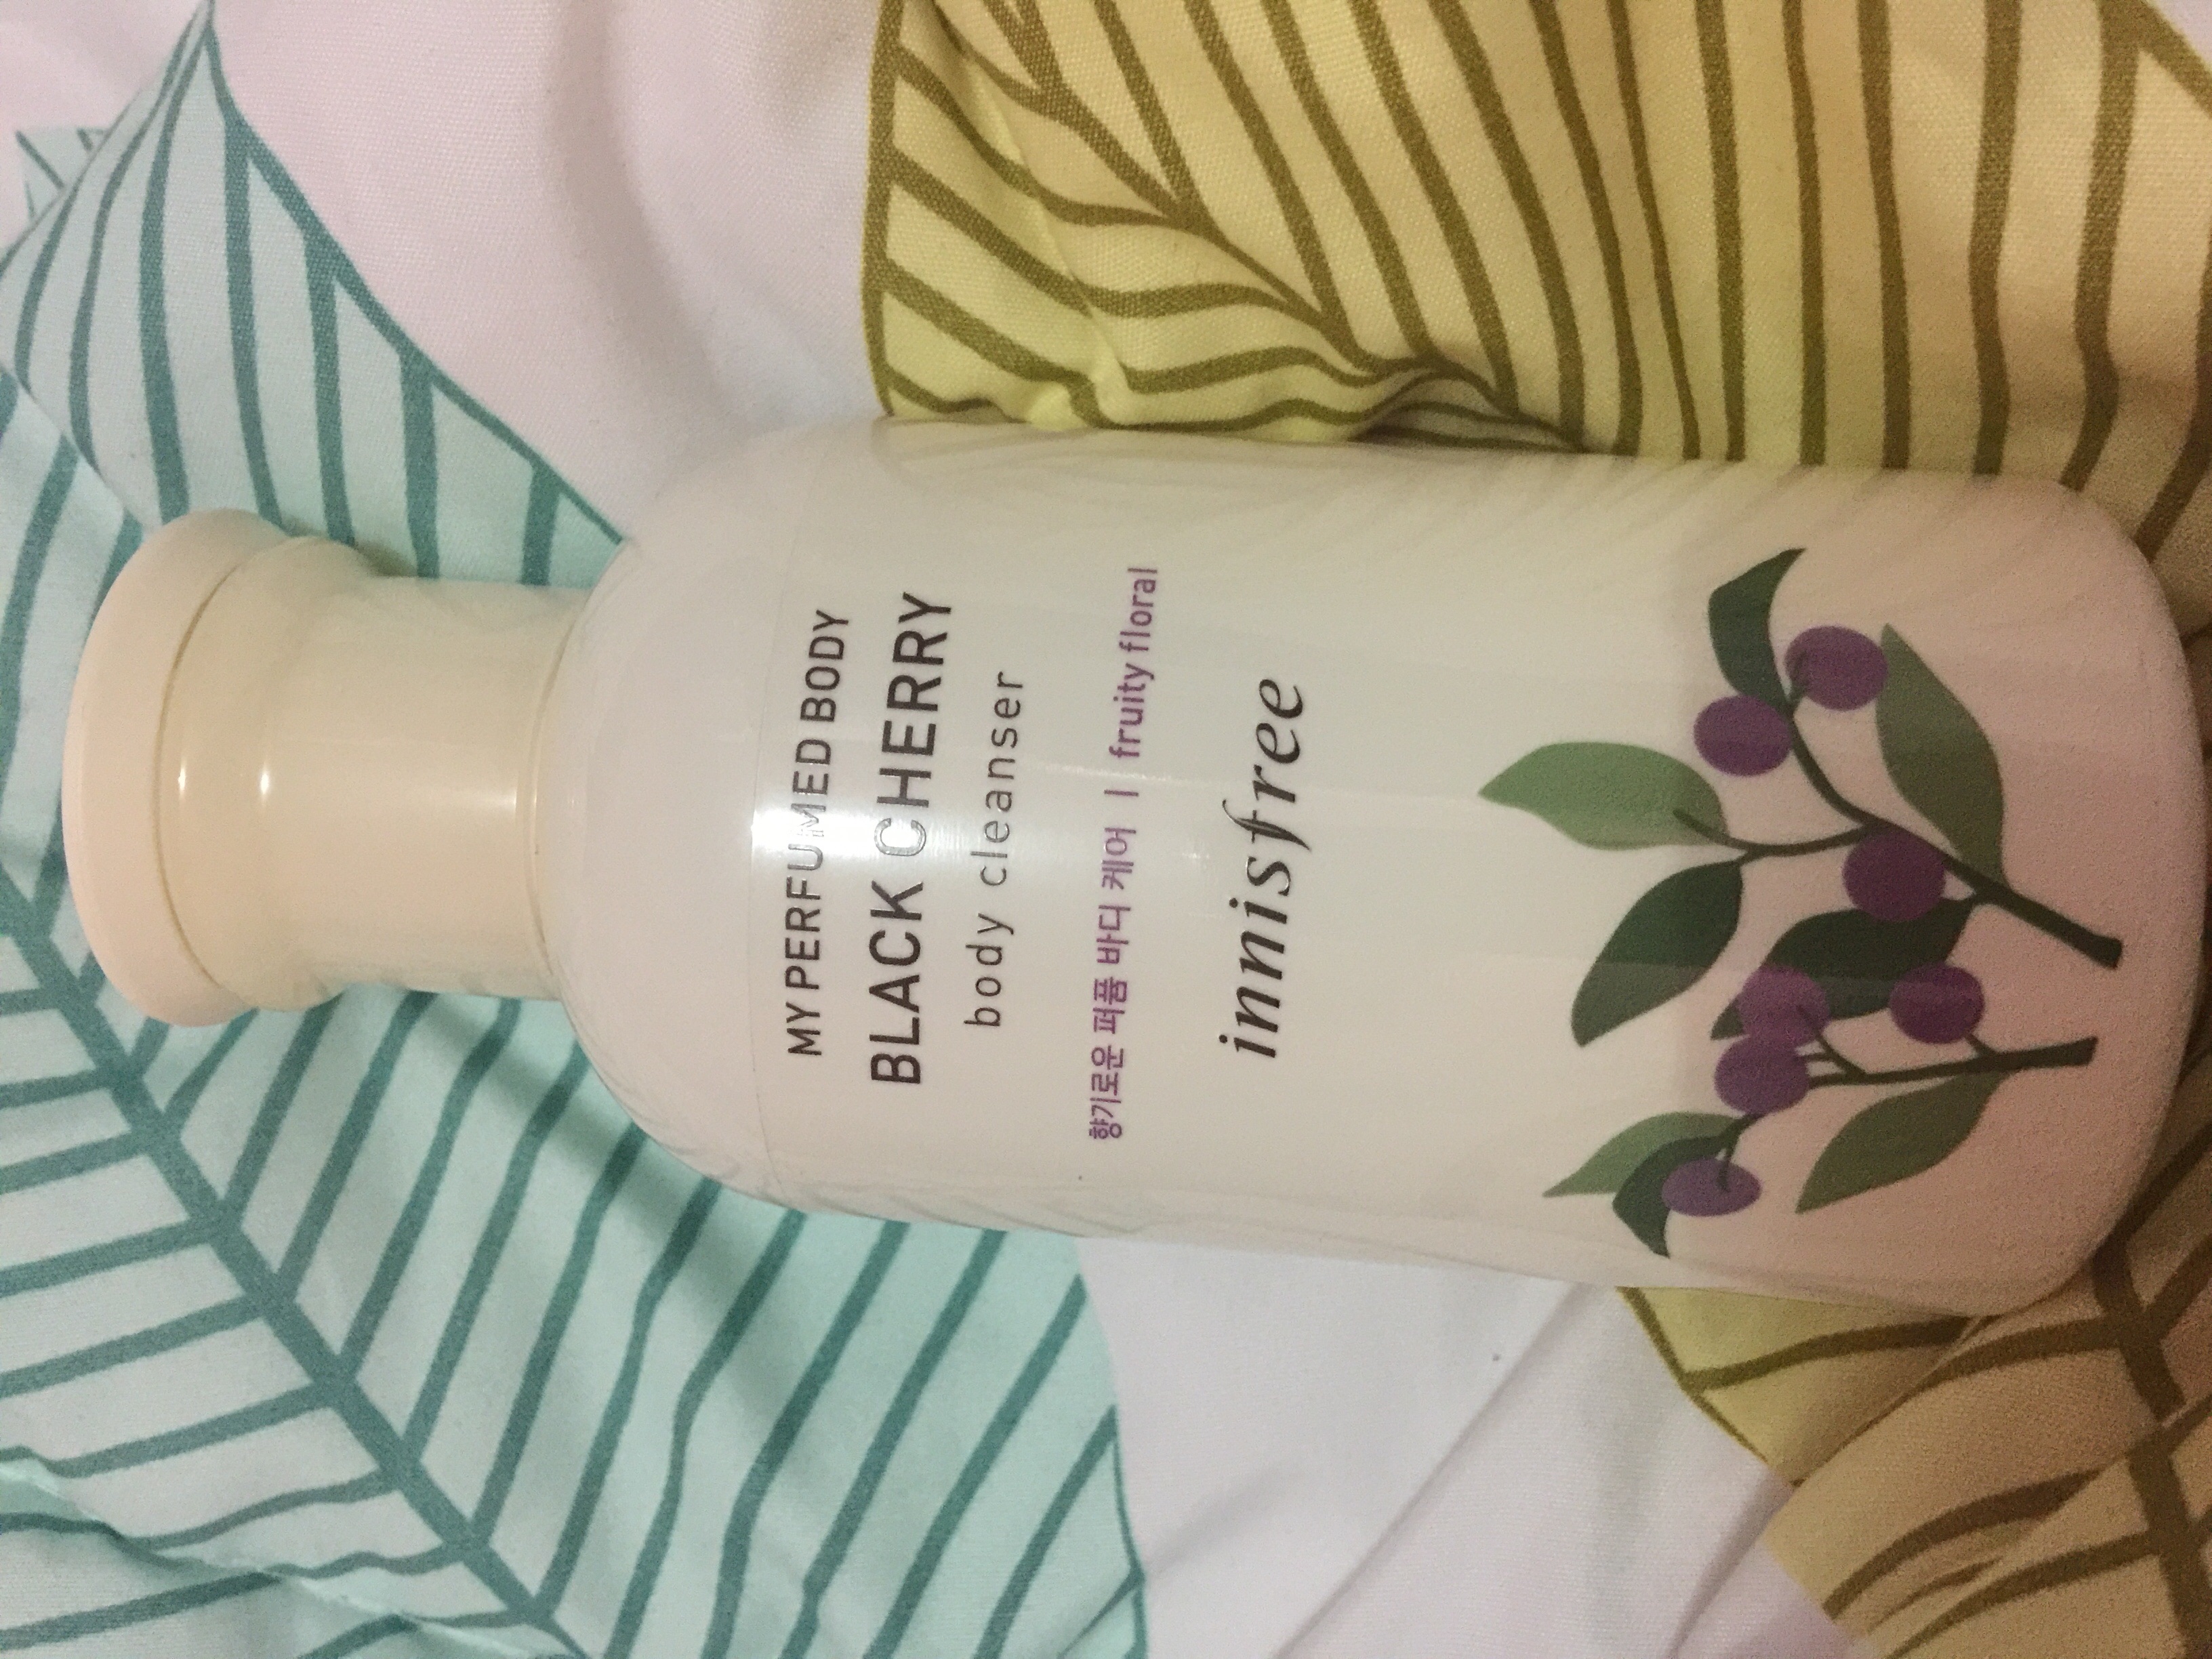 MY PERFUMED BODY
BLACK CHERRY
body cleanser
향기로운 퍼퓸 바디 케어 | fruity floral
innisfree